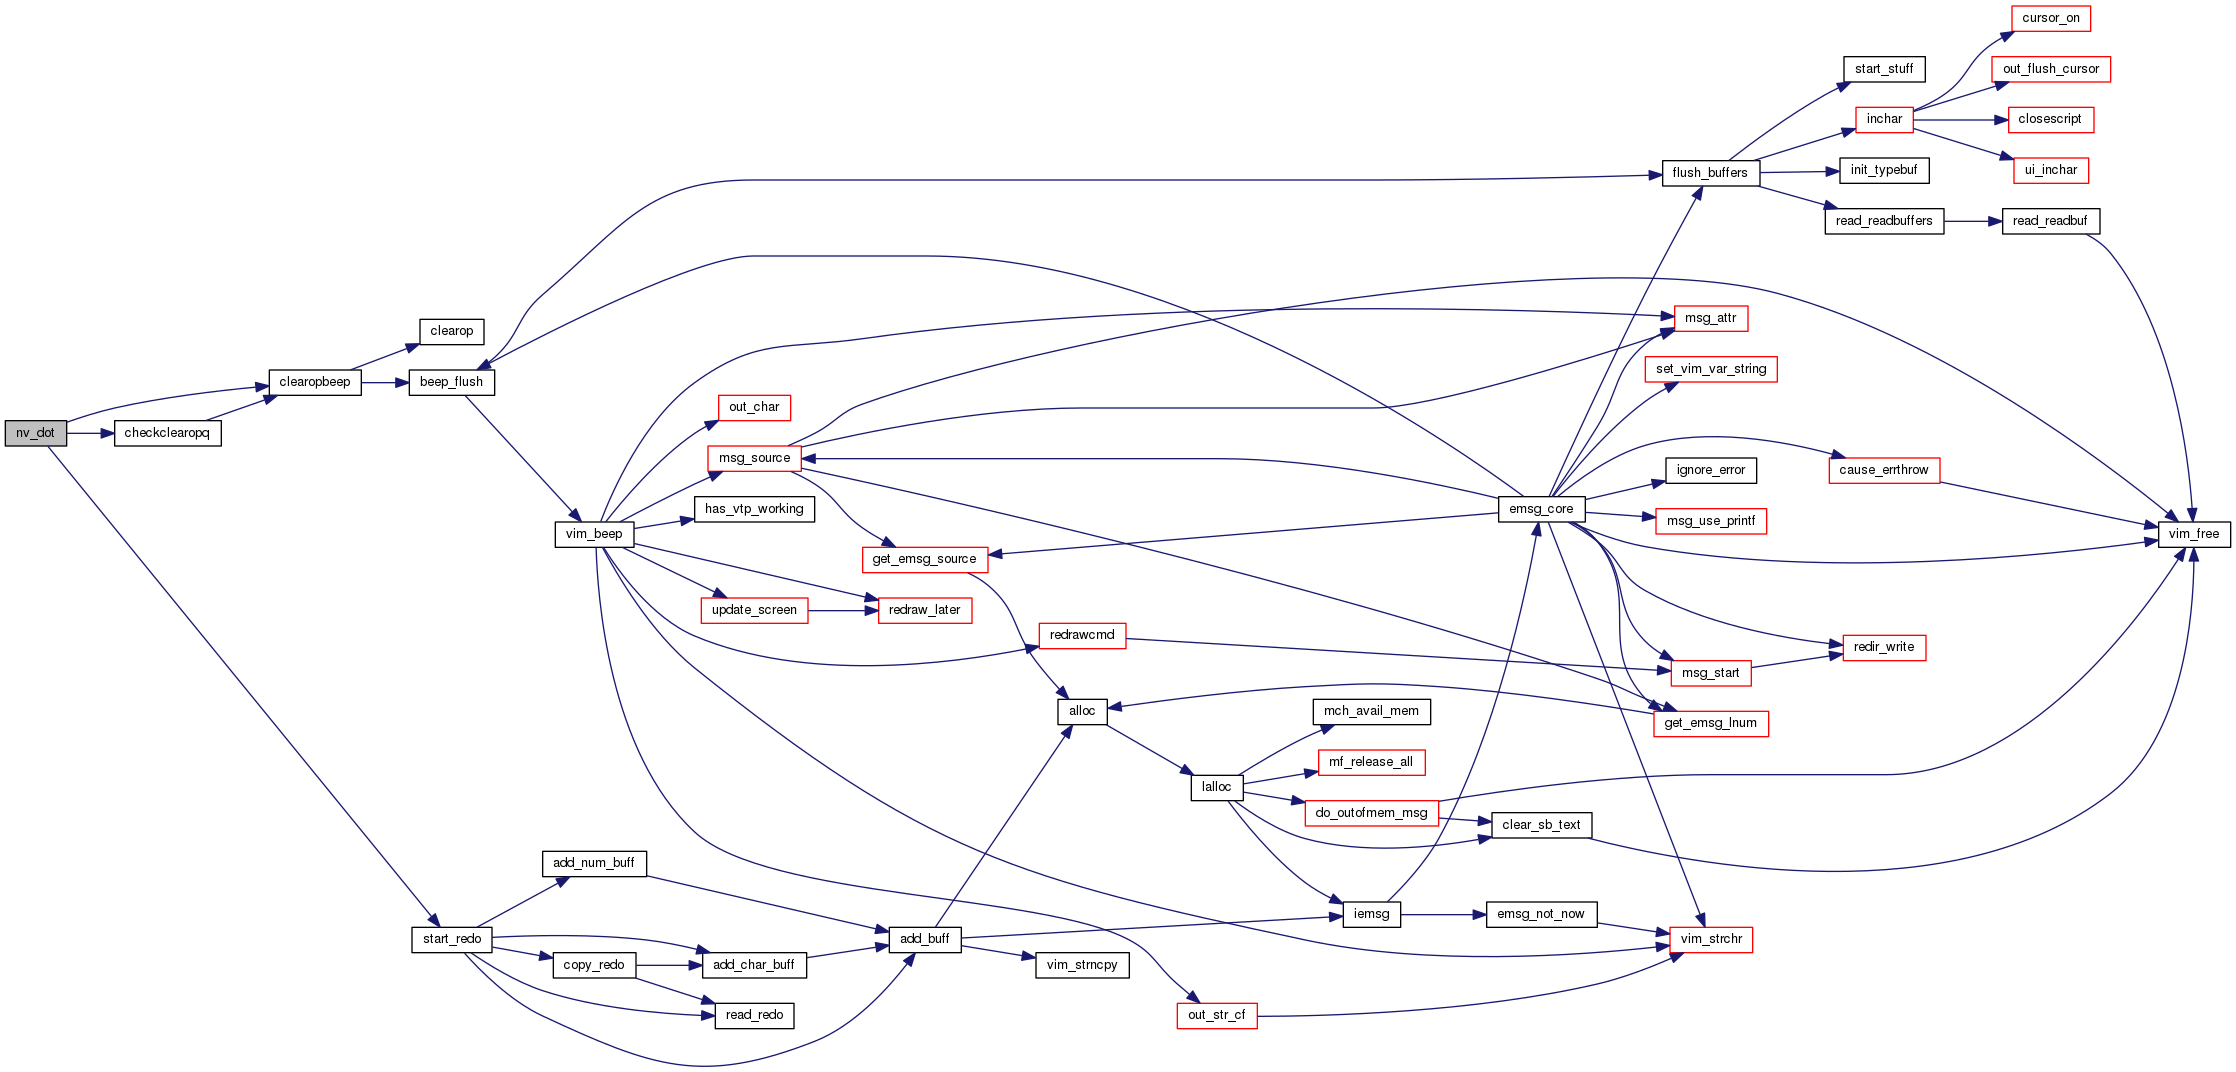 nv_dot
clearopbeep
checkclearopq
clearop
beep_flush
vim_beep
out_char
msg_source
has_vtp_working
get_emsg_source
update_screen
redraw_later
redrawcmd
alloc
lalloc
mch_avail_mem
mf_release_all
do_outofmem_msg
clear_sb_text
iemsg
emsg_not_now
emsg_core
flush_buffers
start_stuff
inchar
init_typebuf
read_readbuffers
read_readbuf
cursor_on
out_flush_cursor
closescript
ui_inchar
msg_attr
set_vim_var_string
cause_errthrow
ignore_error
msg_use_printf
vim_free
redir_write
msg_start
get_emsg_lnum
vim_strchr
start_redo
add_num_buff
copy_redo
add_char_buff
read_redo
add_buff
vim_strncpy
out_str_cf